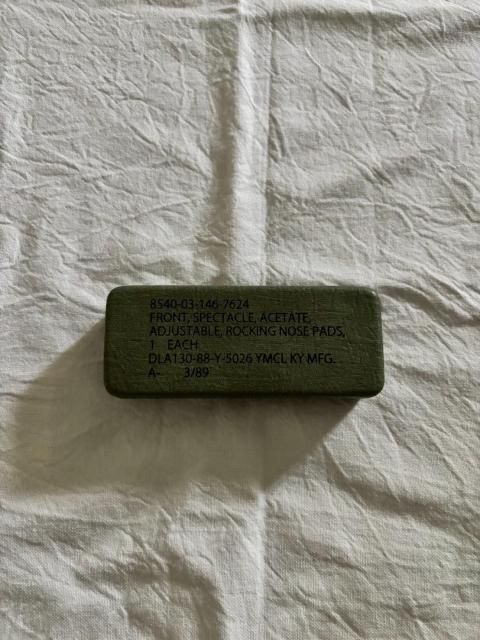 8540-03-146-7624
FRONT, SPECTACLE, ACETATE,
ADJUSTABLE, ROCKING NOSE PADS,
1 EACH
DLA130-88-Y-5026 YMCL KY MFG.
A- 3/89